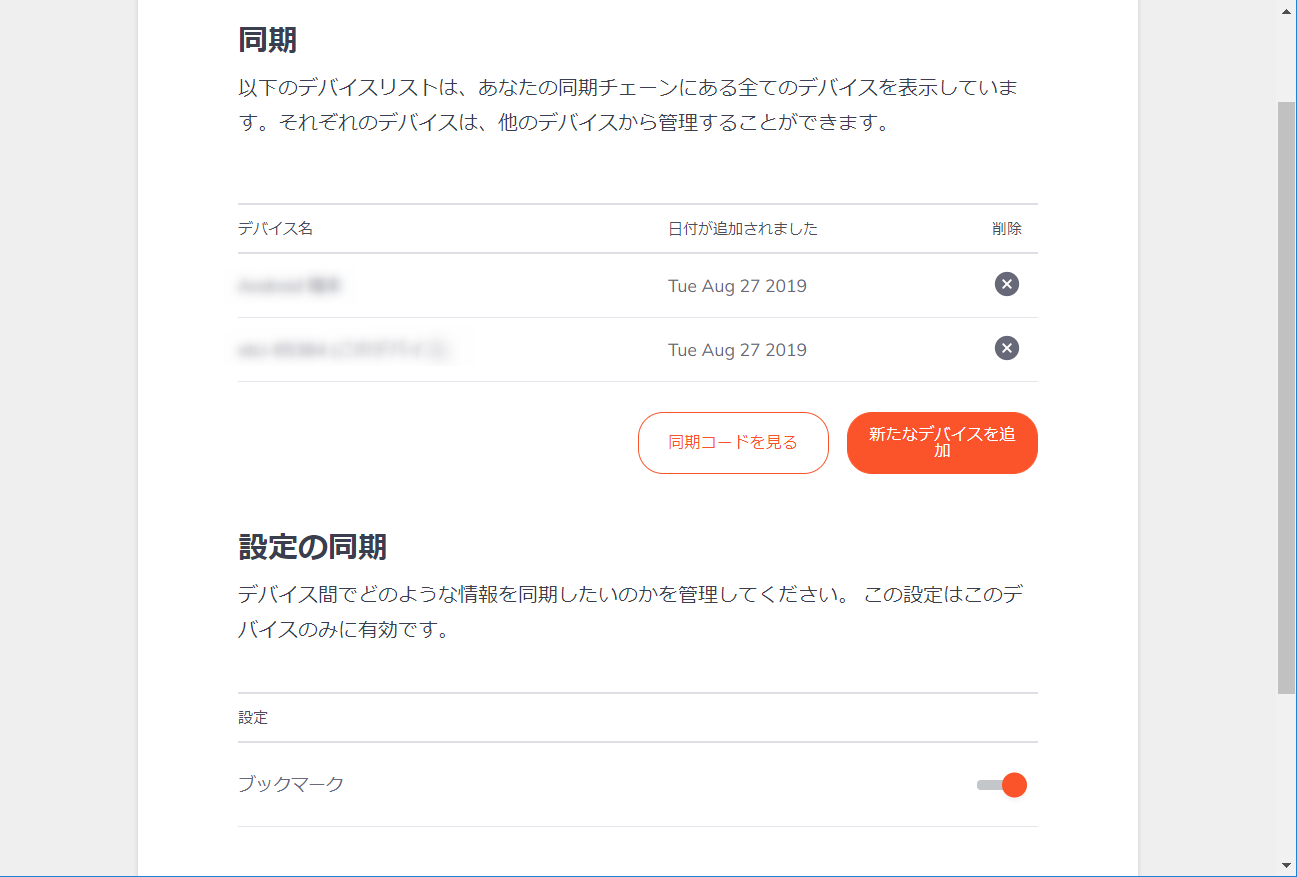 同期
以下のデバイスリストは、あなたの同期チェーンにある全てのデバイスを表示していま
す。それぞれのデバイスは、他のデバイスから管理することができます。
デバイス名 日付が追加されました 削除
Tue Aug 27 2019
Tue Aug 27 2019
同期コードを見る
新たなデバイスを追
加
設定の同期
デバイス間でどのような情報を同期したいのかを管理してください。 この設定はこのデ
バイスのみに有効です。
設定
ブックマーク